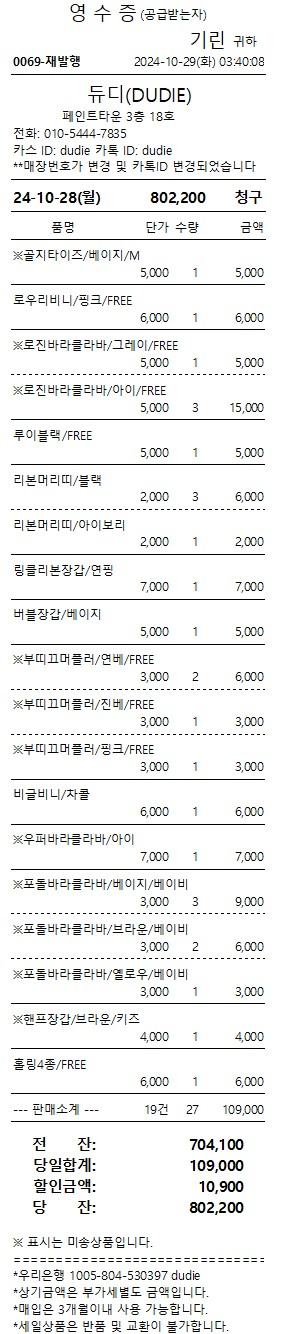 영 수 증 (공급받는자)
기린 귀하
0069-재발행 2024-10-29(화) 03:40:08
듀디(DUDIE)
페인트타운 3층 18호
전화: 010-5444-7835
카스 ID: dudie 카톡 ID: dudie
**매장번호가 변경 및 카톡ID 변경되었습니다
24-10-28(월) 802,200 청구
품명 단가 수량 금액
※골지타이즈/베이지/M
5,000 1 5,000
로우리비니/핑크/FREE
6,000 1 6,000
※로진바라클라바/그레이/FREE
5,000 1 5,000
※로진바라클라바/아이/FREE
5,000 3 15,000
루이블랙/FREE
5,000 1 5,000
리본머리띠/블랙
2,000 3 6,000
리본머리띠/아이보리
2,000 1 2,000
링클리본장갑/연핑
7,000 1 7,000
버블장갑/베이지
5,000 1 5,000
※부띠끄머플러/연베/FREE
3,000 2 6,000
※부띠끄머플러/진베/FREE
3,000 1 3,000
※부띠끄머플러/핑크/FREE
3,000 1 3,000
비글비니/차콜
6,000 1 6,000
※우퍼바라클라바/아이
7,000 1 7,000
※포돌바라클라바/베이지/베이비
3,000 3 9,000
※포돌바라클라바/브라운/베이비
3,000 2 6,000
※포돌바라클라바/옐로우/베이비
3,000 1 3,000
※핸프장갑/브라운/키즈
4,000 1 4,000
홀링4종/FREE
6,000 1 6,000
--- 판매소계 --- 19건 27 109,000
전 잔: 704,100
당일합계: 109,000
할인금액: 10,900
당 잔: 802,200
※ 표시는 미송상품입니다.
==============================
*우리은행 1005-804-530397 dudie
*상기금액은 부가세별도 금액입니다.
*매입은 3개월이내 사용 가능합니다.
*세일상품은 반품 및 교환이 불가합니다.